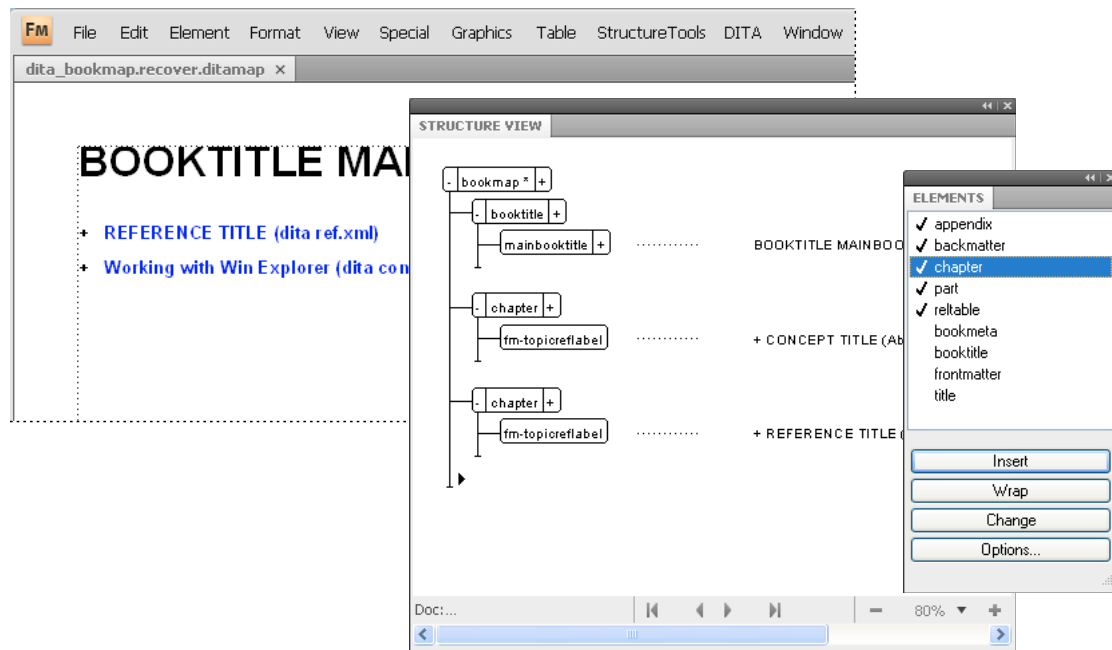 FM File Edit Element Format View Special Graphics Table StructureTools DITA Window
dita_bookmap.recover.ditamap ×
BOOKTITLE MAI
+ REFERENCE TITLE (dita ref.xml)
+ Working with Win Explorer (dita con
STRUCTURE VIEW
- bookmap * +
- booktitle +
mainbooktitle + ........... BOOKTITLE MAINBOO
- chapter +
fm-topicreflabel ........... + CONCEPT TITLE (Ab
- chapter +
fm-topicreflabel ........... + REFERENCE TITLE (
Doc:... 80%
ELEMENTS
✓ appendix
✓ backmatter
✓ chapter
✓ part
✓ reltable
bookmeta
booktitle
frontmatter
title
Insert
Wrap
Change
Options...